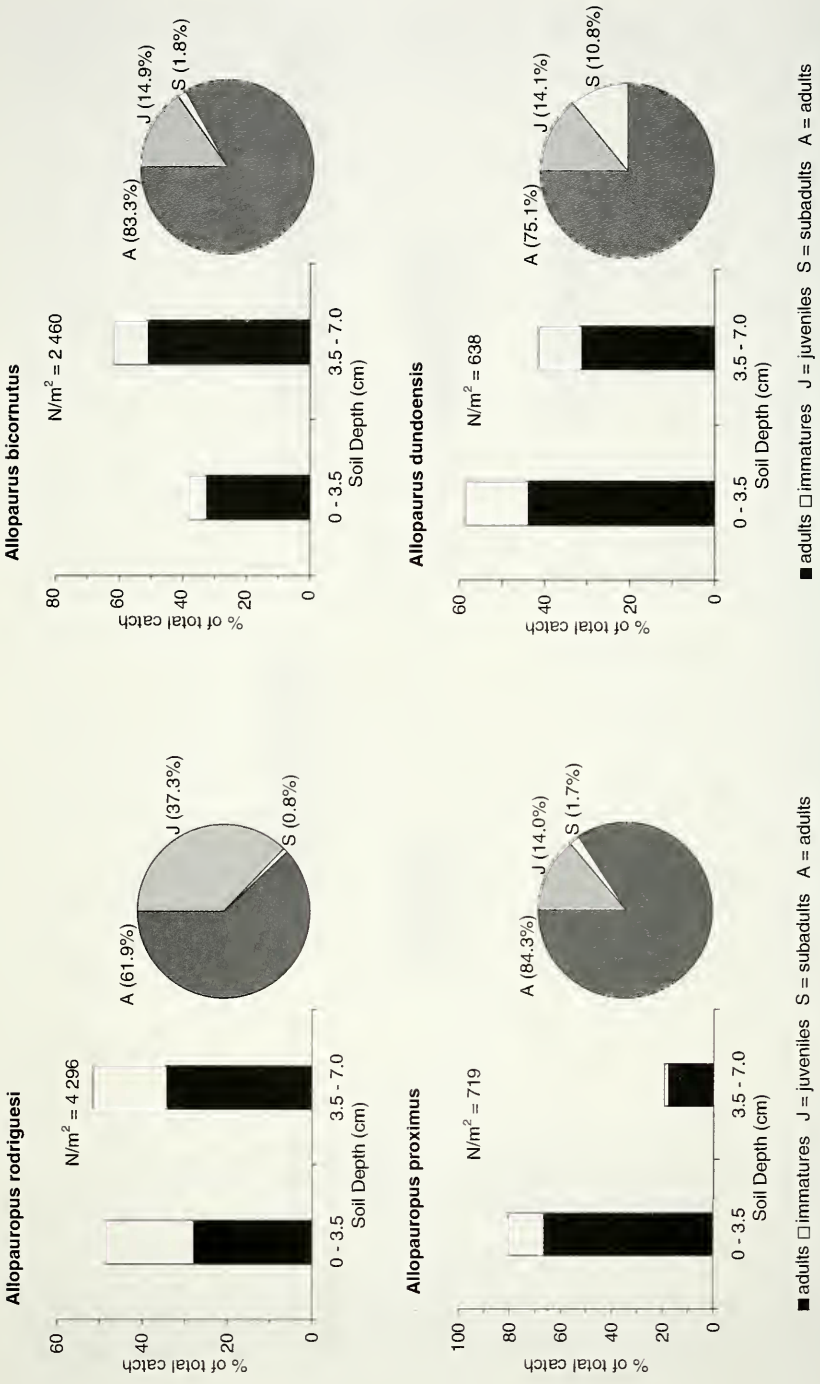 Allopauropus rodriguesi
N/m² = 4 296
% of total catch
60
40
20
0
0 - 3.5
3.5 - 7.0
Soil Depth (cm)
A (61.9%)
J (37.3%)
S (0.8%)
Allopaurus bicornutus
N/m² = 2 460
% of total catch
80
60
40
20
0
0 - 3.5
3.5 - 7.0
Soil Depth (cm)
A (83.3%)
J (14.9%)
S (1.8%)
Allopauropus proximus
N/m² = 719
% of total catch
100
80
60
40
20
0
0 - 3.5
3.5 - 7.0
Soil Depth (cm)
A (84.3%)
J (14.0%)
S (1.7%)
Allopaurus dundoensis
N/m² = 638
% of total catch
60
40
20
0
0 - 3.5
3.5 - 7.0
Soil Depth (cm)
A (75.1%)
J (14.1%)
S (10.8%)
■ adults □ immatures J = juveniles S = subadults A = adults
■ adults □ immatures J = juveniles S = subadults A = adults